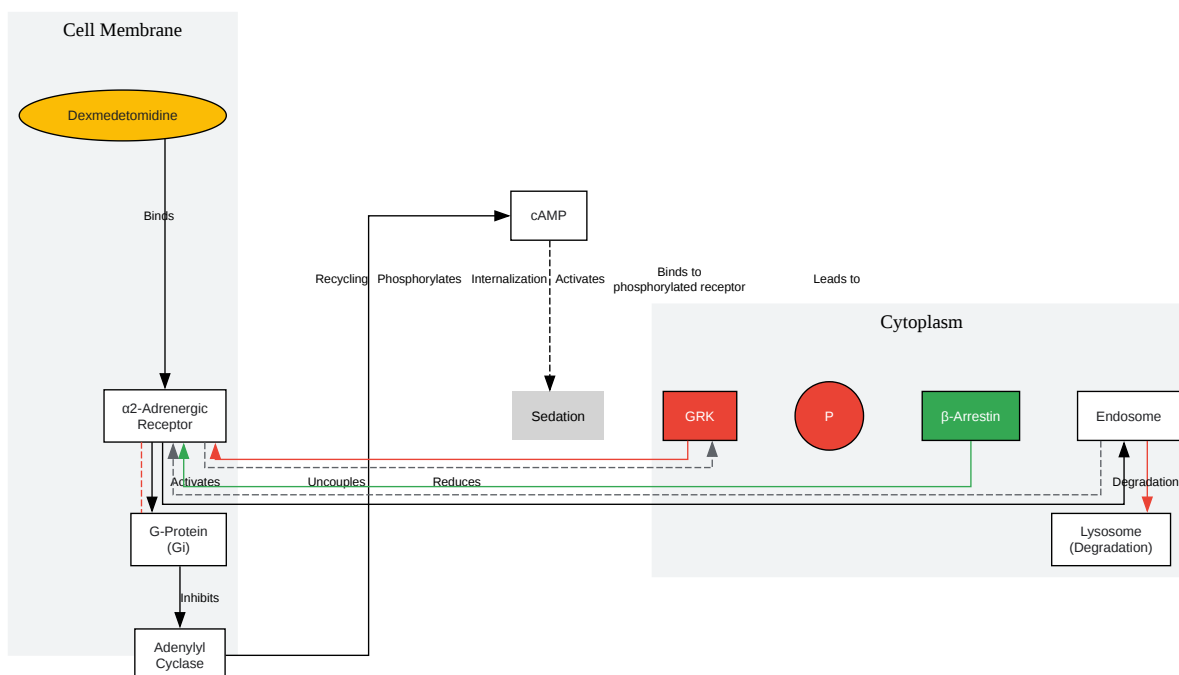 Cell Membrane
Dexmedetomidine
Binds
cAMP
Recycling
Phosphorylates
Internalization
Activates
Binds to
phosphorylated receptor
Leads to
Cytoplasm
α2-Adrenergic
Receptor
Sedation
GRK
P
β-Arrestin
Endosome
Activates
Uncouples
Reduces
Degradation
G-Protein
(Gi)
Lysosome
(Degradation)
Inhibits
Adenylyl
Cyclase